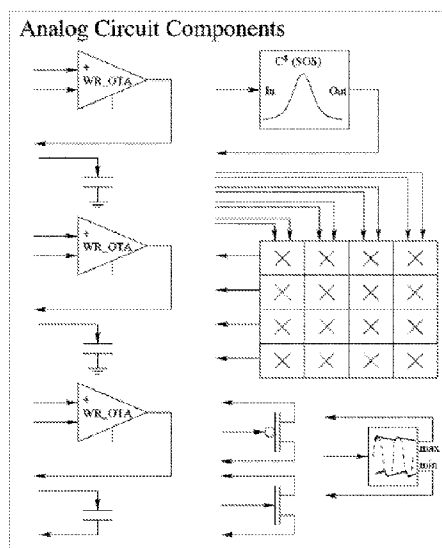 Analog Circuit Components
+
WR_OTA
C⁴ (SOS)
In Out
+
WR_OTA
+
WR_OTA
max
min